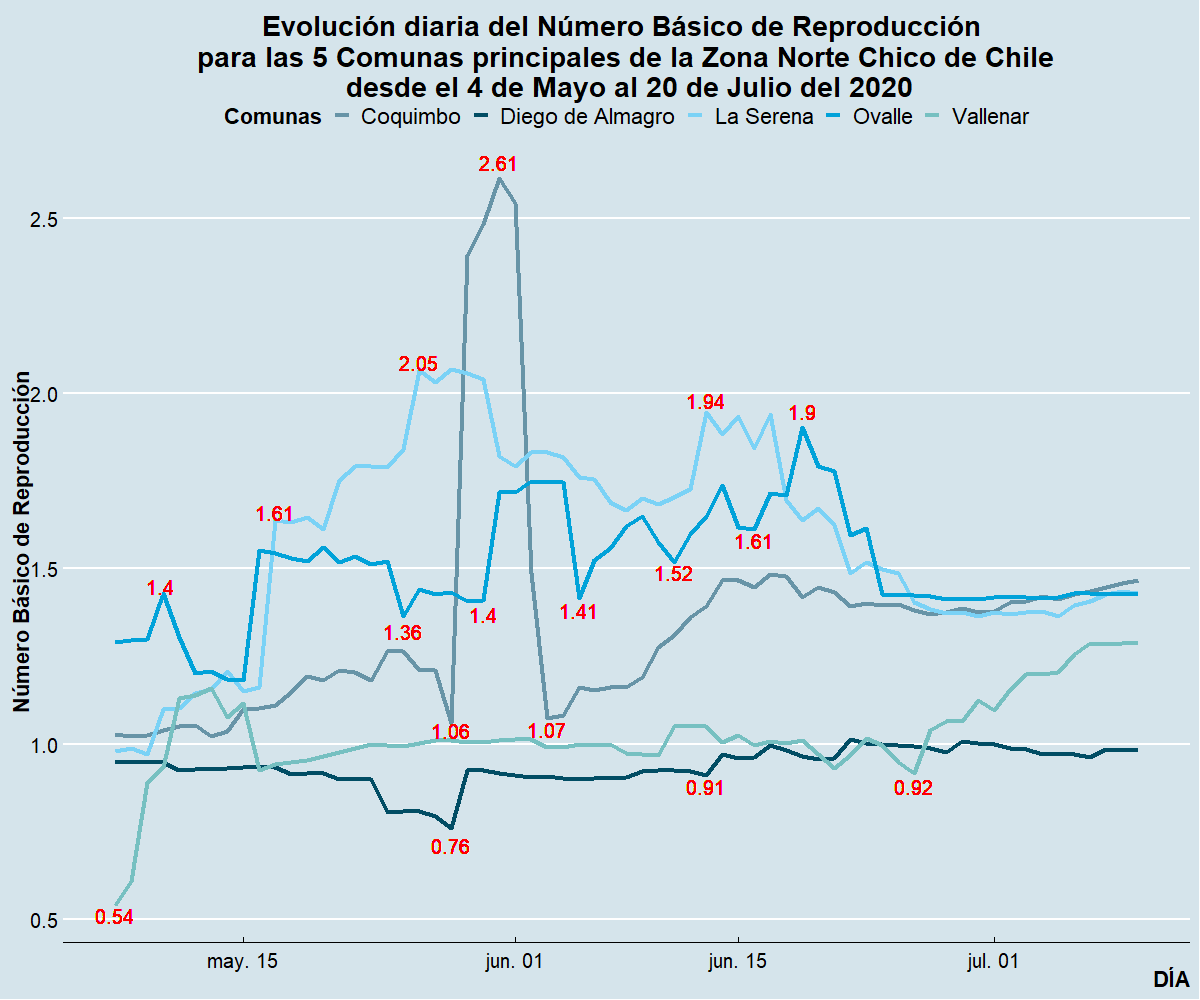 Evolución diaria del Número Básico de Reproducción
para las 5 Comunas principales de la Zona Norte Chico de Chile
desde el 4 de Mayo al 20 de Julio del 2020
Comunas Coquimbo Diego de Almagro La Serena Ovalle Vallenar
Número Básico de Reproducción
2.5
2.0
1.5
1.0
0.5
2.61
2.05
1.94
1.9
1.61
1.4
1.61
1.52
1.36
1.4
1.41
1.06
1.07
0.91
0.92
0.76
0.54
may. 15
jun. 01
jun. 15
jul. 01
DÍA